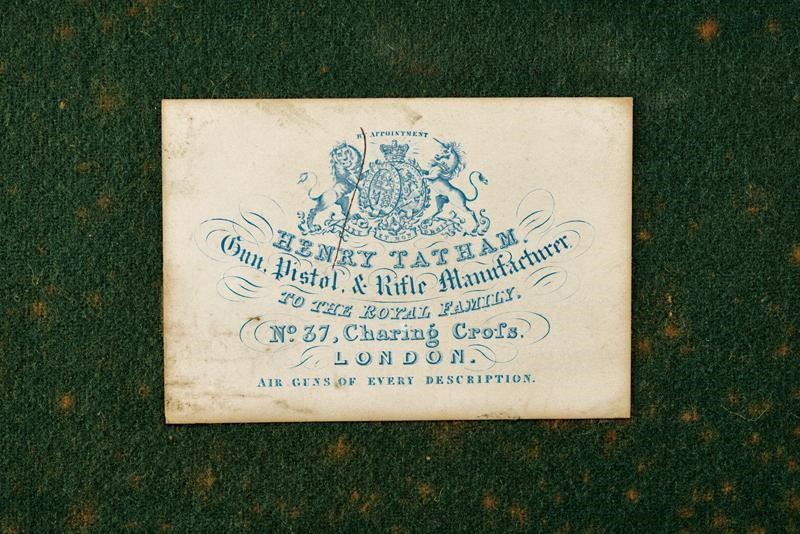 BY APPOINTMENT
HENRY TATHAM.
Gun, Pistol, & Rifle Manufacturer
TO THE ROYAL FAMILY,
No. 37, Charing Croſs.
LONDON.
AIR GUNS OF EVERY DESCRIPTION.